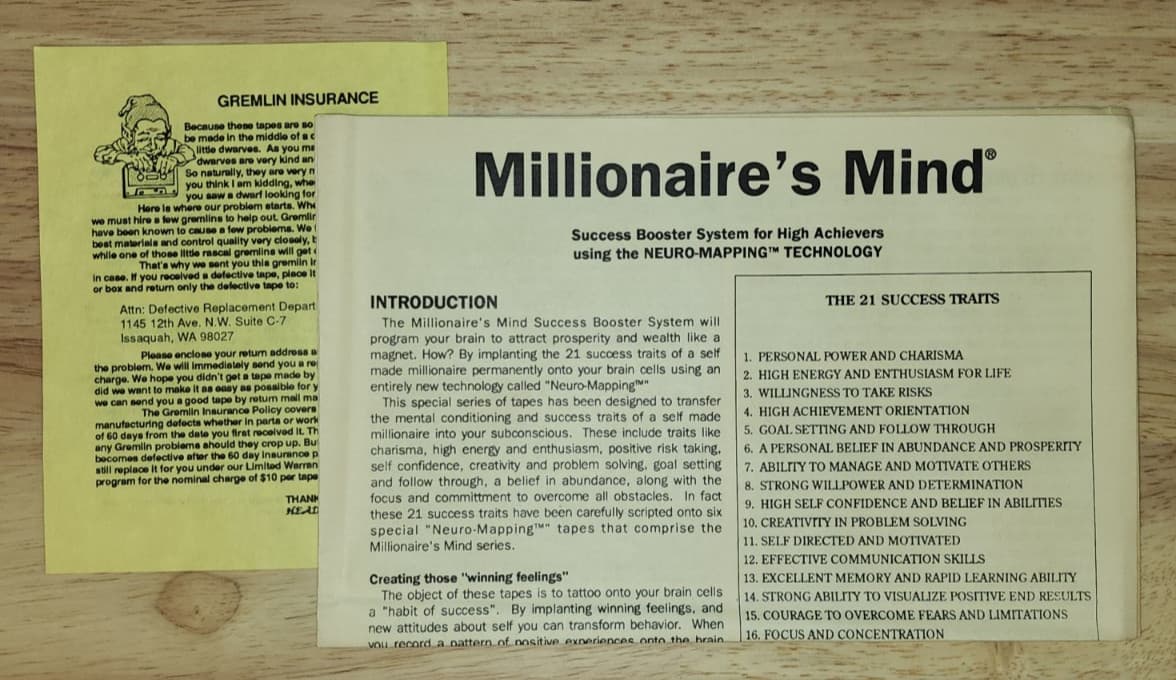 GREMLIN INSURANCE
Because these tapes are so
be made in the middle of a
little dwarves. As you
dwarves are very kind
So naturally, they are very
you think I am kidding,
you saw a dwarf looking for
Here is where our problem starts.
we must hire a few gremlins to help out.
have been known to cause a few problems. We
best materials and control quality very closely,
while one of those little rascal gremlins will get
That's why we sent you this gremlin
in case. If you received a defective tape, place it
or box and return only the defective tape to:
Attn: Defective Replacement Depart
1145 12th Ave. N.W. Suite C-7
Issaquah, WA 98027
Please enclose your return address
the problem. We will immediately send you a
charge. We hope you didn't get a tape made by
did we want to make it as easy as possible for
we can send you a good tape by return mail
The Gremlin Insurance Policy covers
manufacturing defects whether in parts or
of 60 days from the date you first received it.
any Gremlin problems should they crop up.
becomes defective after the 60 day insurance
still replace it for you under our Limited
program for the nominal charge of $10 per tape
THANK
HEAD
Millionaire's Mind®
Success Booster System for High Achievers
using the NEURO-MAPPING™ TECHNOLOGY
INTRODUCTION
The Millionaire's Mind Success Booster System will
program your brain to attract prosperity and wealth like a
magnet. How? By implanting the 21 success traits of a self
made millionaire permanently onto your brain cells using an
entirely new technology called "Neuro-Mapping™"
This special series of tapes has been designed to transfer
the mental conditioning and success traits of a self made
millionaire into your subconscious. These include traits like
charisma, high energy and enthusiasm, positive risk taking,
self confidence, creativity and problem solving, goal setting
and follow through, a belief in abundance, along with the
focus and committment to overcome all obstacles. In fact
these 21 success traits have been carefully scripted onto six
special "Neuro-Mapping™" tapes that comprise the
Millionaire's Mind series.
Creating those "winning feelings"
The object of these tapes is to tattoo onto your brain cells
a "habit of success". By implanting winning feelings, and
new attitudes about self you can transform behavior. When
you record a pattern of positive experiences onto the brain
THE 21 SUCCESS TRAITS
1. PERSONAL POWER AND CHARISMA
2. HIGH ENERGY AND ENTHUSIASM FOR LIFE
3. WILLINGNESS TO TAKE RISKS
4. HIGH ACHIEVEMENT ORIENTATION
5. GOAL SETTING AND FOLLOW THROUGH
6. A PERSONAL BELIEF IN ABUNDANCE AND PROSPERITY
7. ABILITY TO MANAGE AND MOTIVATE OTHERS
8. STRONG WILLPOWER AND DETERMINATION
9. HIGH SELF CONFIDENCE AND BELIEF IN ABILITIES
10. CREATIVITY IN PROBLEM SOLVING
11. SELF DIRECTED AND MOTIVATED
12. EFFECTIVE COMMUNICATION SKILLS
13. EXCELLENT MEMORY AND RAPID LEARNING ABILITY
14. STRONG ABILITY TO VISUALIZE POSITIVE END RESULTS
15. COURAGE TO OVERCOME FEARS AND LIMITATIONS
16. FOCUS AND CONCENTRATION